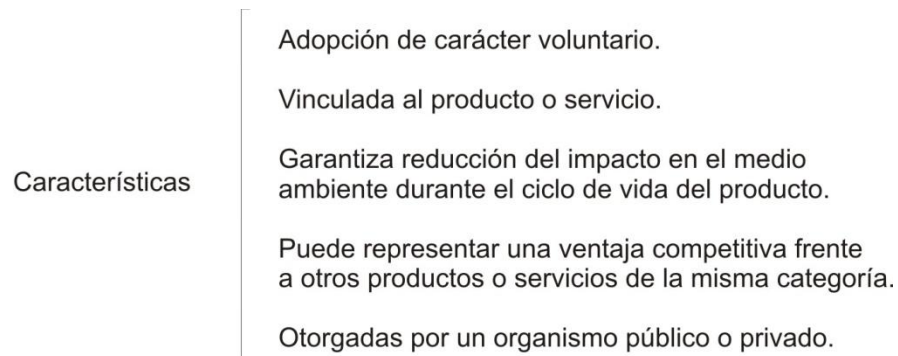 Características
Adopción de carácter voluntario.
Vinculada al producto o servicio.
Garantiza reducción del impacto en el medio
ambiente durante el ciclo de vida del producto.
Puede representar una ventaja competitiva frente
a otros productos o servicios de la misma categoría.
Otorgadas por un organismo público o privado.